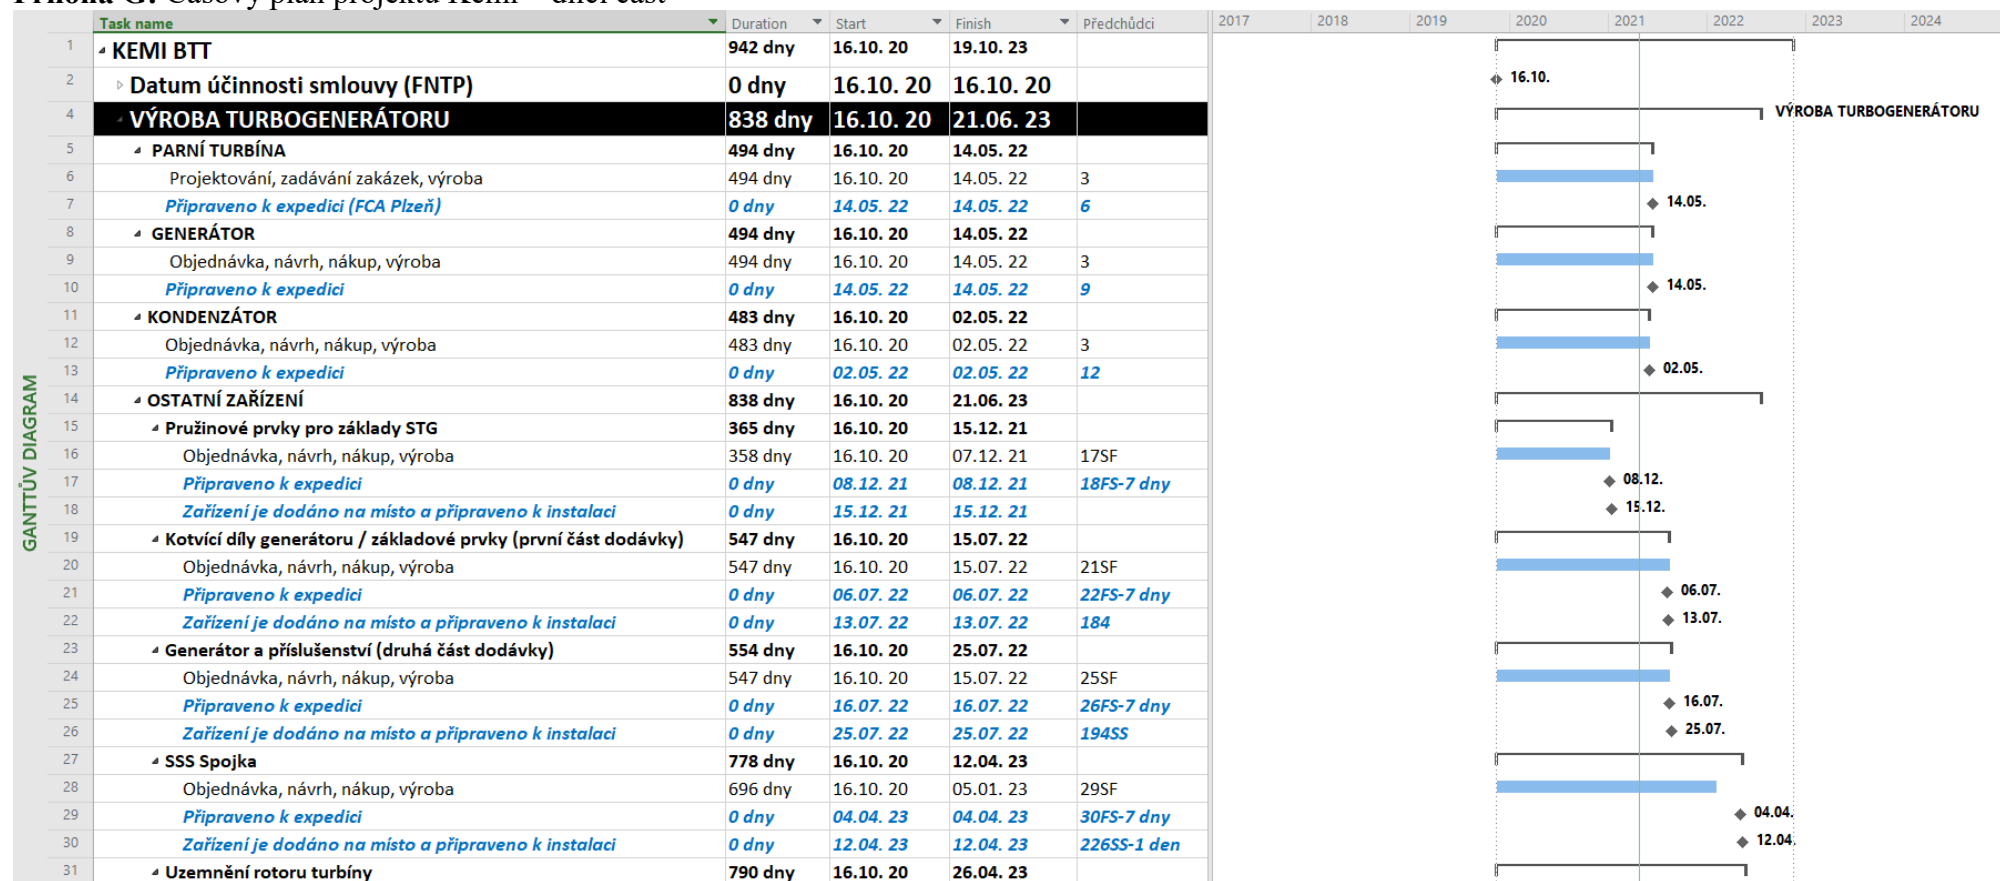 Příloha G: Časový plán projektu Kemi – dílčí část
Task name Duration Start Finish Předchůdci 2017 2018 2019 2020 2021 2022 2023 2024
1 KEMI BTT 942 dny 16.10. 20 19.10. 23
2 Datum účinnosti smlouvy (FNTP) 0 dny 16.10. 20 16.10. 20 16.10.
4 VÝROBA TURBOGENERÁTORU 838 dny 16.10. 20 21.06. 23 VÝROBA TURBOGENERÁTORU
5 PARNÍ TURBÍNA 494 dny 16.10. 20 14.05. 22
6 Projektování, zadávání zakázek, výroba 494 dny 16.10. 20 14.05. 22 3
7 Připraveno k expedici (FCA Plzeň) 0 dny 14.05. 22 14.05. 22 6 14.05.
8 GENERÁTOR 494 dny 16.10. 20 14.05. 22
9 Objednávka, návrh, nákup, výroba 494 dny 16.10. 20 14.05. 22 3
10 Připraveno k expedici 0 dny 14.05. 22 14.05. 22 9 14.05.
11 KONDENZÁTOR 483 dny 16.10. 20 02.05. 22
12 Objednávka, návrh, nákup, výroba 483 dny 16.10. 20 02.05. 22 3
13 Připraveno k expedici 0 dny 02.05. 22 02.05. 22 12 02.05.
14 OSTATNÍ ZAŘÍZENÍ 838 dny 16.10. 20 21.06. 23
15 Pružinové prvky pro základy STG 365 dny 16.10. 20 15.12. 21
16 Objednávka, návrh, nákup, výroba 358 dny 16.10. 20 07.12. 21 17SF
17 Připraveno k expedici 0 dny 08.12. 21 08.12. 21 18FS-7 dny 08.12.
18 Zařízení je dodáno na místo a připraveno k instalaci 0 dny 15.12. 21 15.12. 21 15.12.
19 Kotvící díly generátoru / základové prvky (první část dodávky) 547 dny 16.10. 20 15.07. 22
20 Objednávka, návrh, nákup, výroba 547 dny 16.10. 20 15.07. 22 21SF
21 Připraveno k expedici 0 dny 06.07. 22 06.07. 22 22FS-7 dny 06.07.
22 Zařízení je dodáno na místo a připraveno k instalaci 0 dny 13.07. 22 13.07. 22 184 13.07.
23 Generátor a příslušenství (druhá část dodávky) 554 dny 16.10. 20 25.07. 22
24 Objednávka, návrh, nákup, výroba 547 dny 16.10. 20 15.07. 22 25SF
25 Připraveno k expedici 0 dny 16.07. 22 16.07. 22 26FS-7 dny 16.07.
26 Zařízení je dodáno na místo a připraveno k instalaci 0 dny 25.07. 22 25.07. 22 194SS 25.07.
27 SSS Spojka 778 dny 16.10. 20 12.04. 23
28 Objednávka, návrh, nákup, výroba 696 dny 16.10. 20 05.01. 23 29SF
29 Připraveno k expedici 0 dny 04.04. 23 04.04. 23 30FS-7 dny 04.04.
30 Zařízení je dodáno na místo a připraveno k instalaci 0 dny 12.04. 23 12.04. 23 226SS-1 den 12.04.
31 Uzemnění rotoru turbíny 790 dny 16.10. 20 26.04. 23
GANTTŮV DIAGRAM